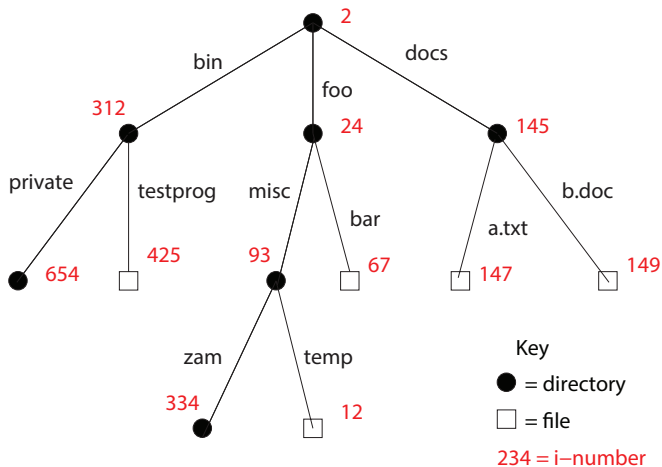 2
bin
docs
foo
312
24
145
private
testprog
misc
bar
a.txt
b.doc
654
425
93
67
147
149
zam
temp
334
12
Key
= directory
= file
234 = i−number